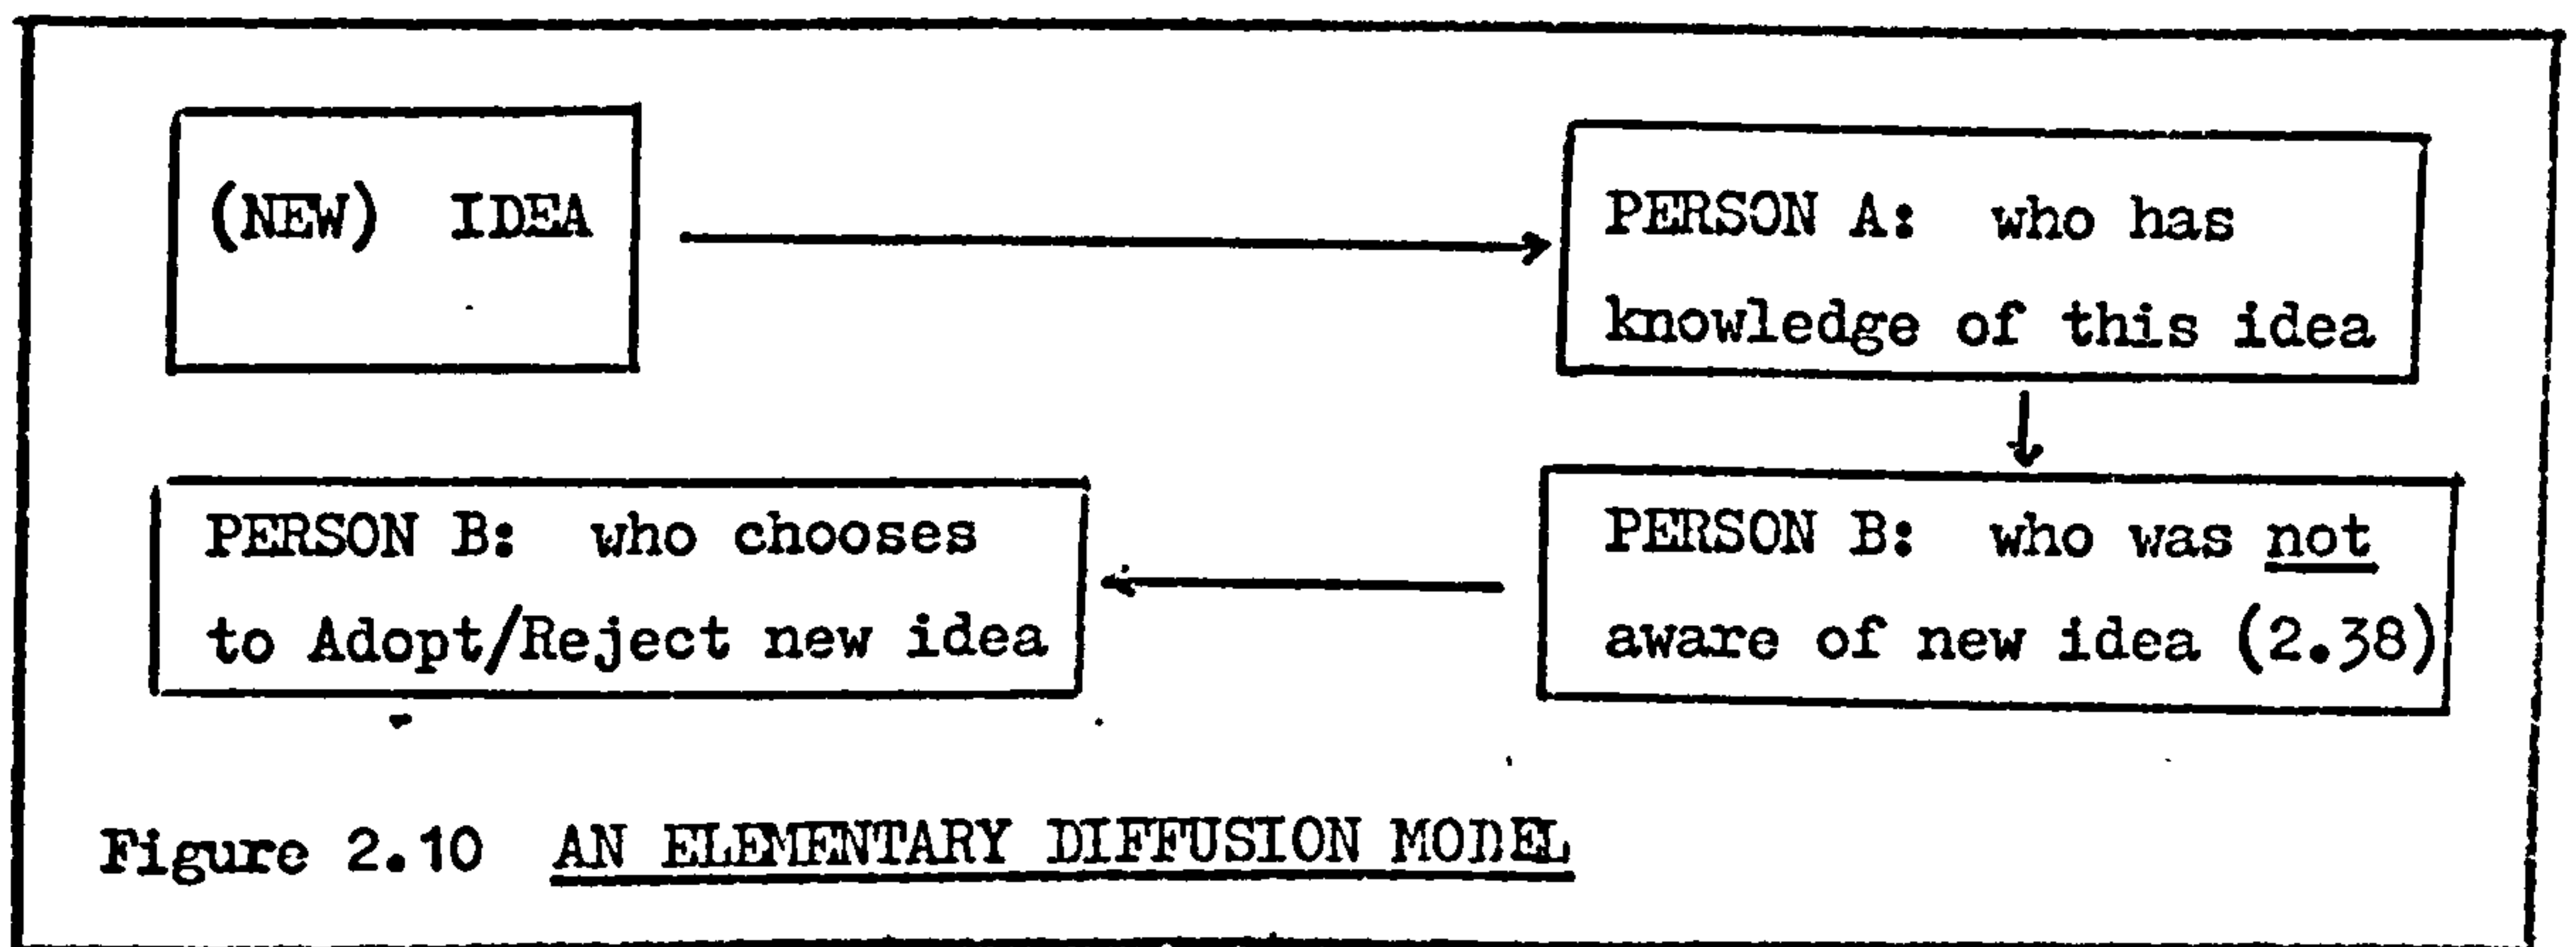 (NEW) IDEA
PERSON A: who has
knowledge of this idea
PERSON B: who was not
aware of new idea (2.38)
PERSON B: who chooses
to Adopt/Reject new idea
Figure 2.10 AN ELEMENTARY DIFFUSION MODEL